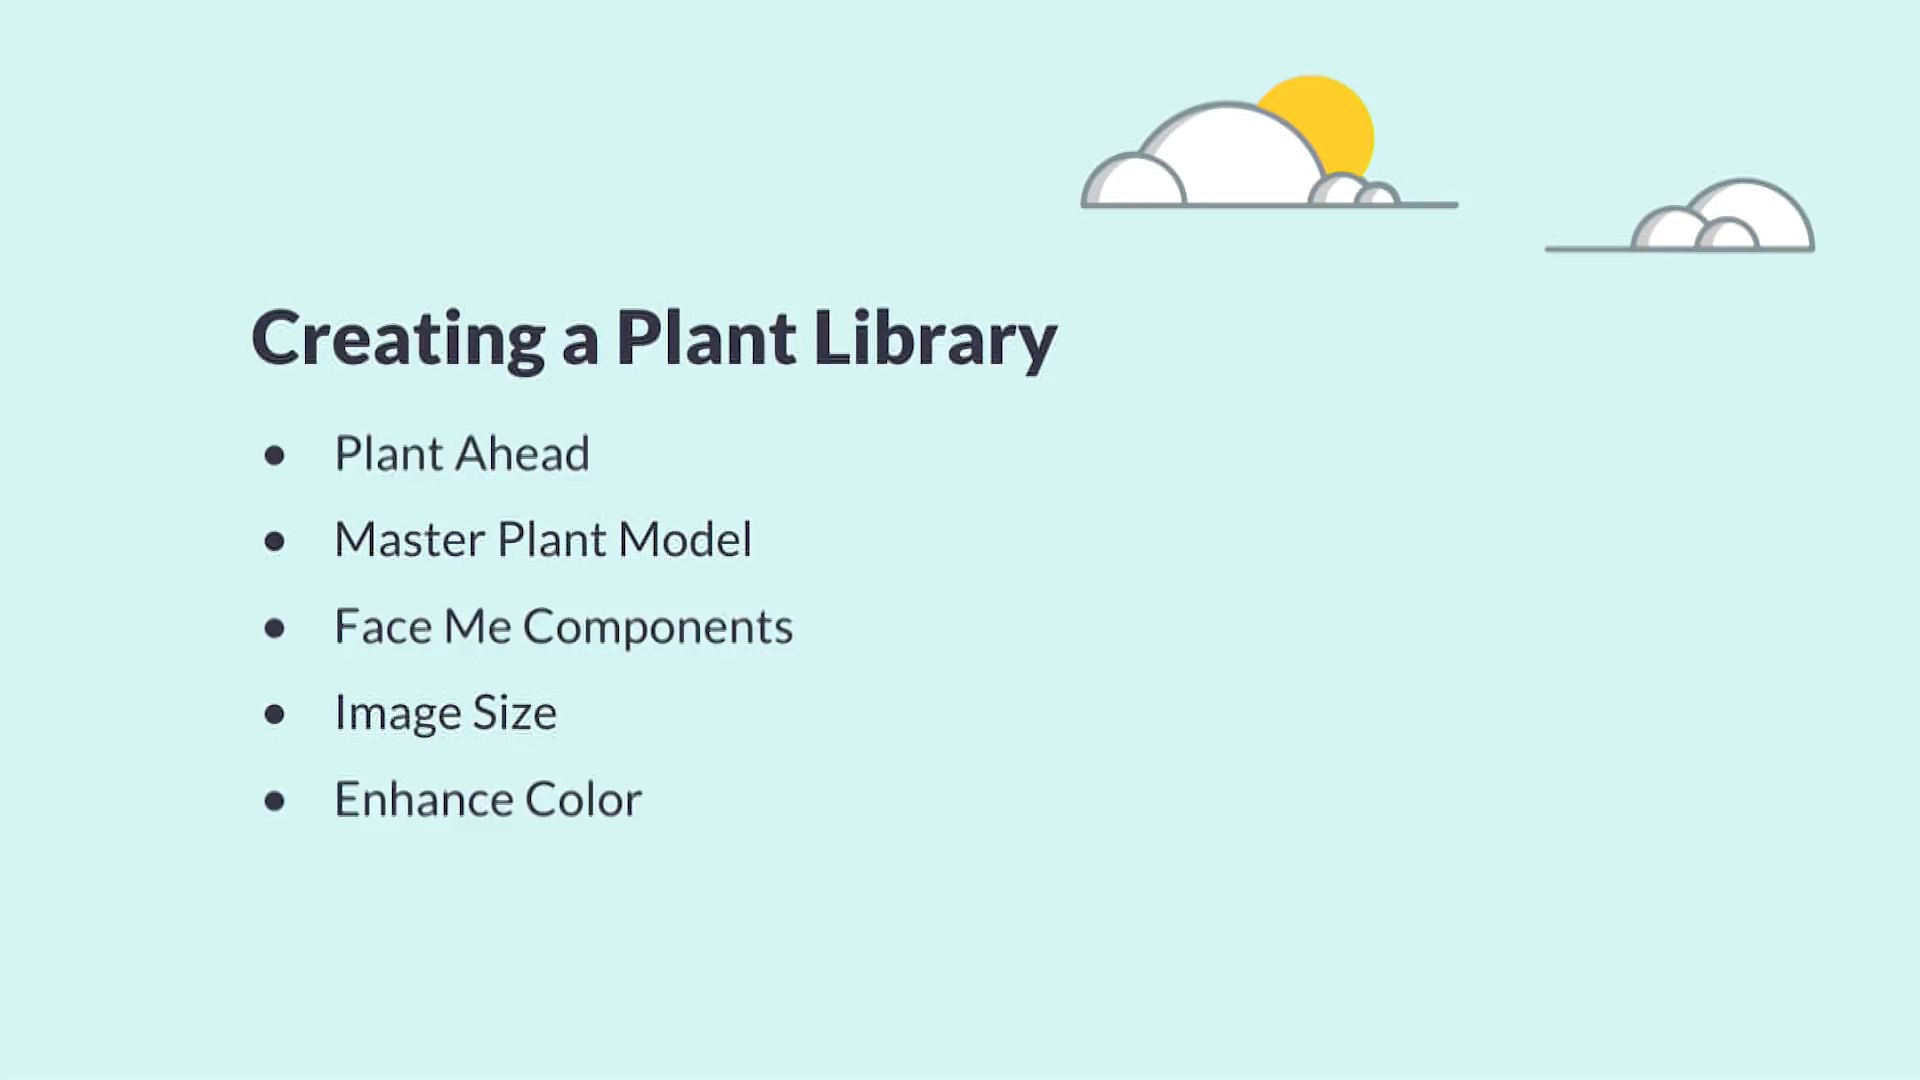 Creating a Plant Library
● Plant Ahead
● Master Plant Model
● Face Me Components
● Image Size
● Enhance Color